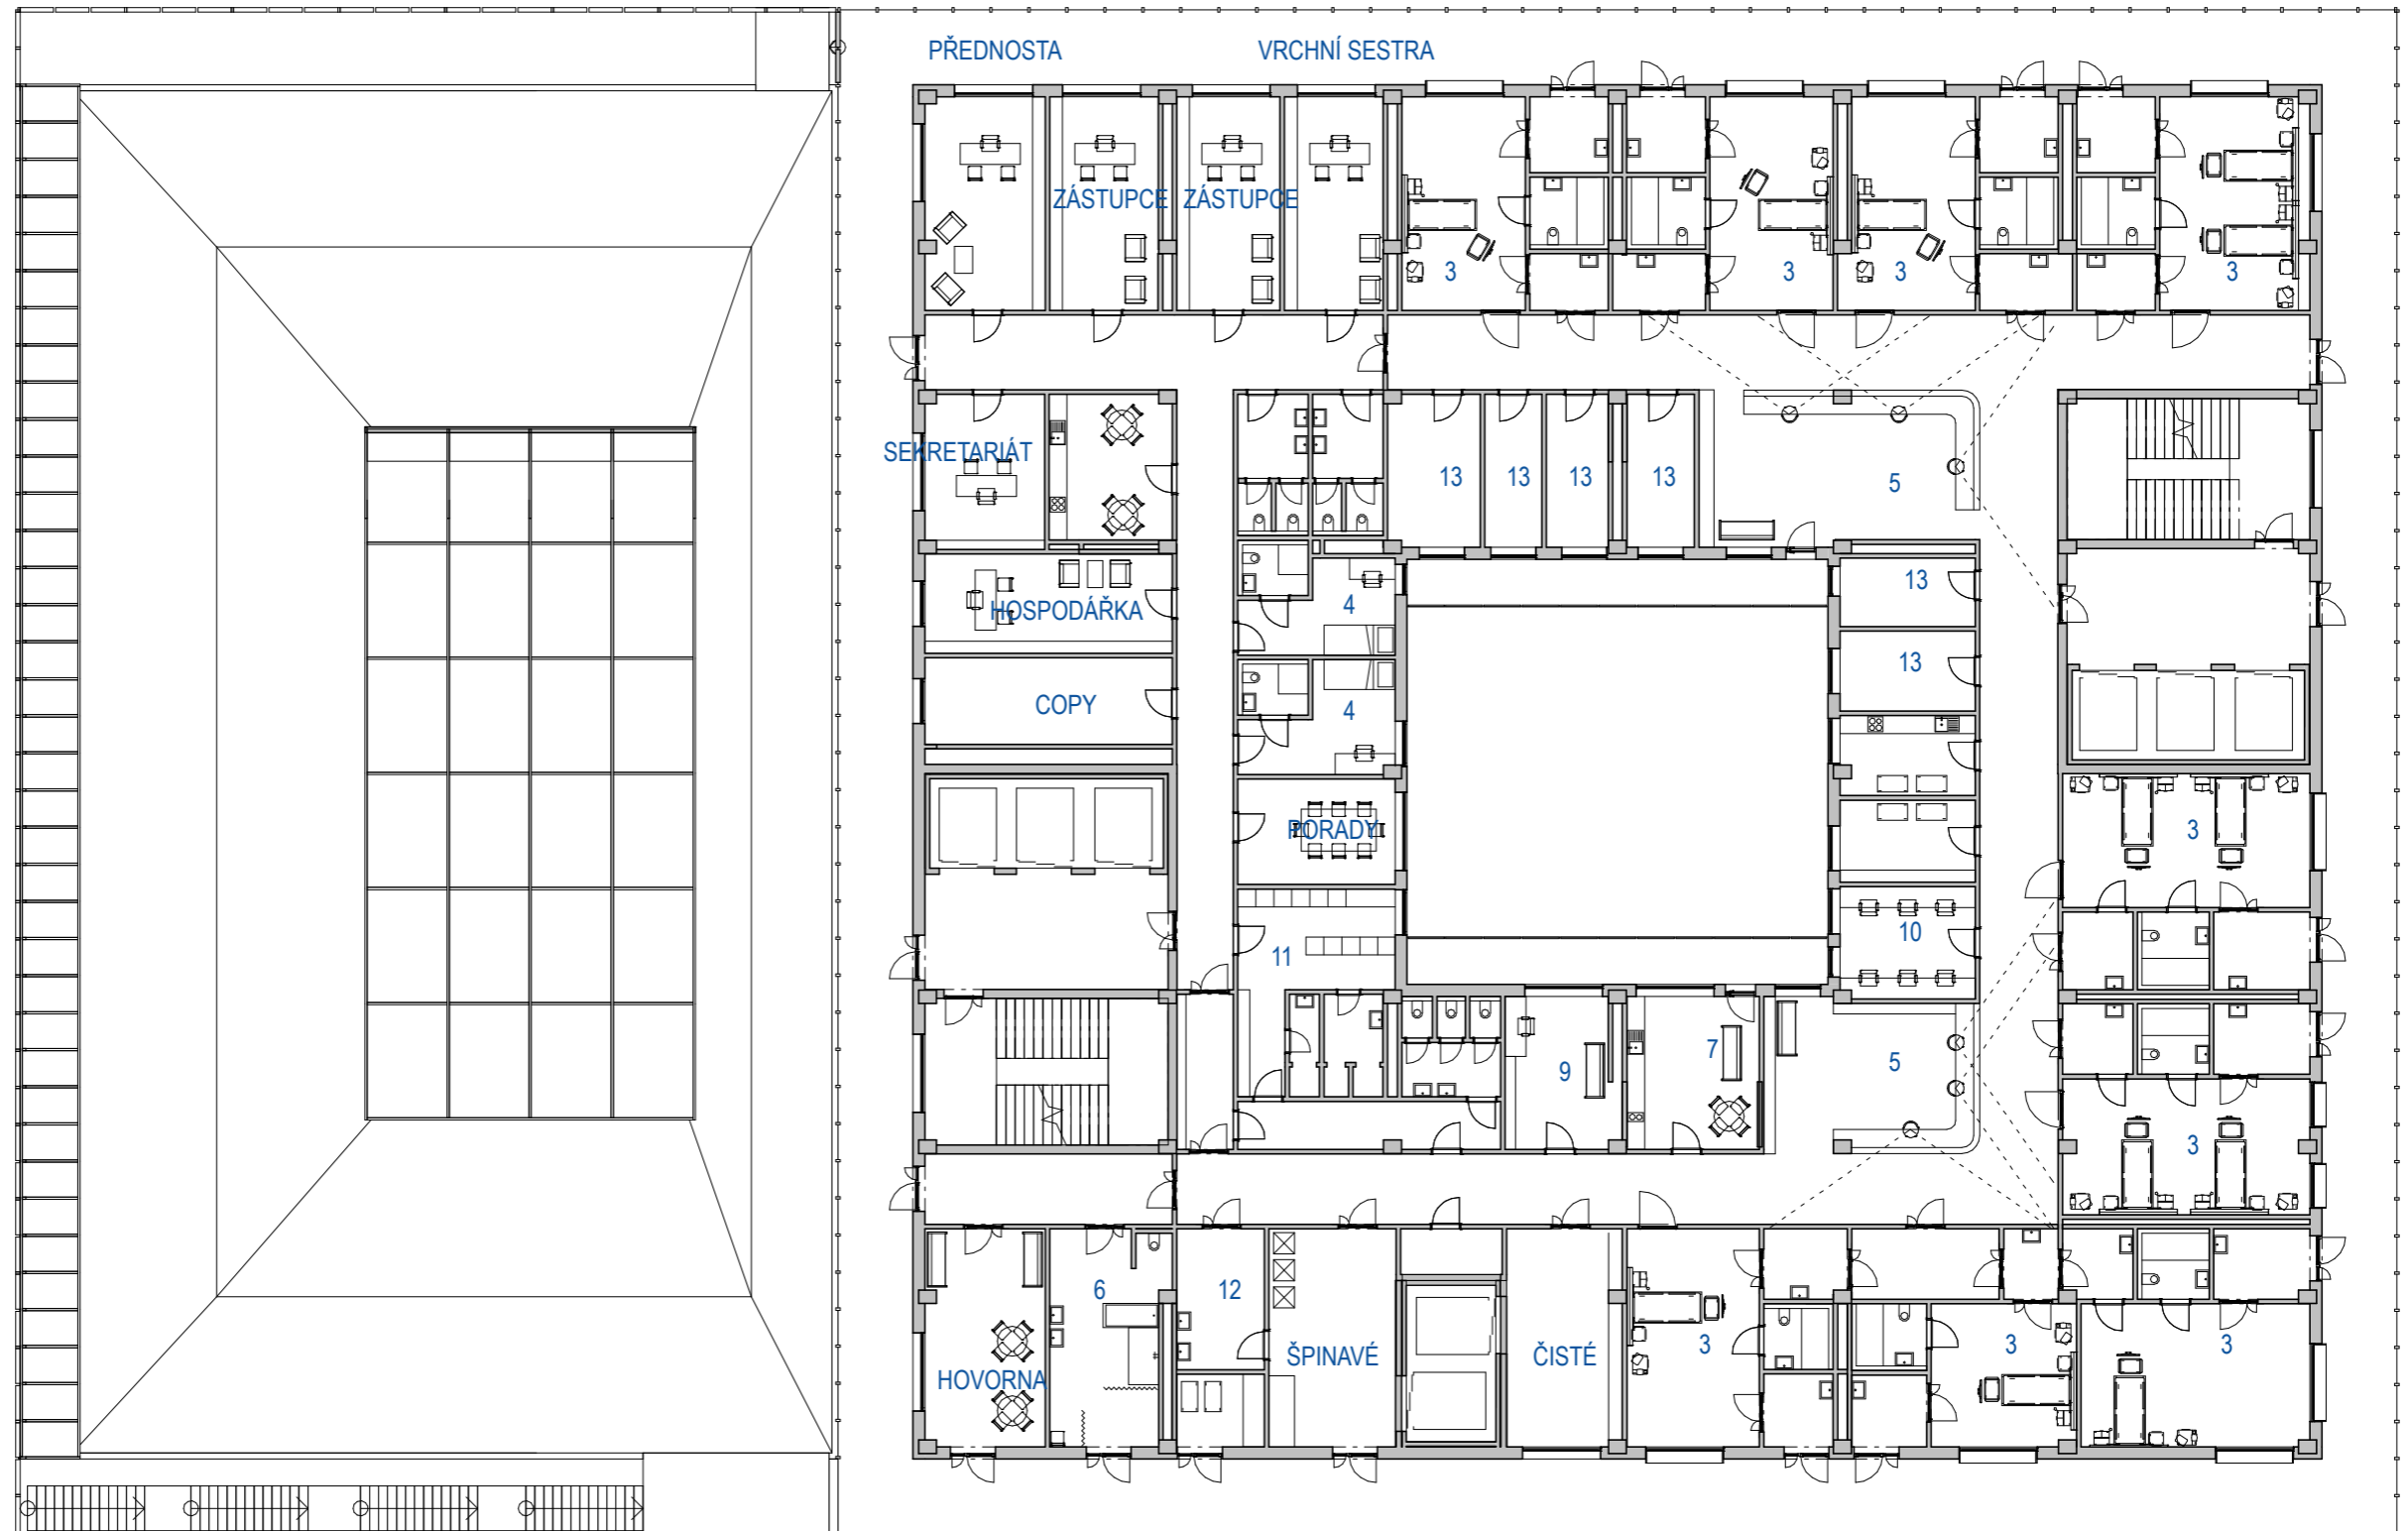 PŘEDNOSTA VRCHNÍ SESTRA
ZÁSTUPCE ZÁSTUPCE
3 3 3 3
SEKRETARIÁT
13 13 13 13 5
13
HOSPODÁŘKA 4
13
COPY 4
PORADY 3
10
11
7 5
9
3
6 12
3 3 3
ŠPINAVÉ ČISTÉ
HOVORNA